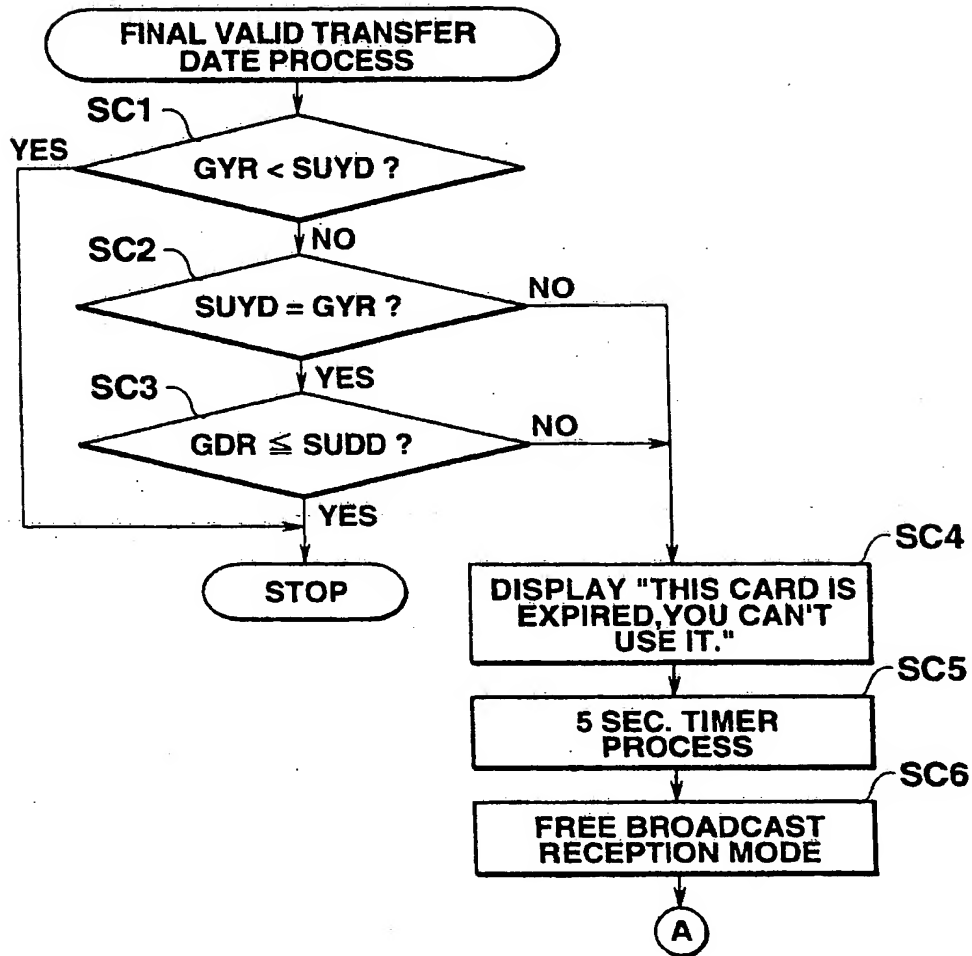 FINAL VALID TRANSFER
DATE PROCESS
SC1
YES
GYR < SUYD ?
NO
SC2
SUYD = GYR ?
NO
YES
SC3
GDR ≦ SUDD ?
NO
YES
STOP
SC4
DISPLAY "THIS CARD IS
EXPIRED,YOU CAN'T
USE IT."
SC5
5 SEC. TIMER
PROCESS
SC6
FREE BROADCAST
RECEPTION MODE
A